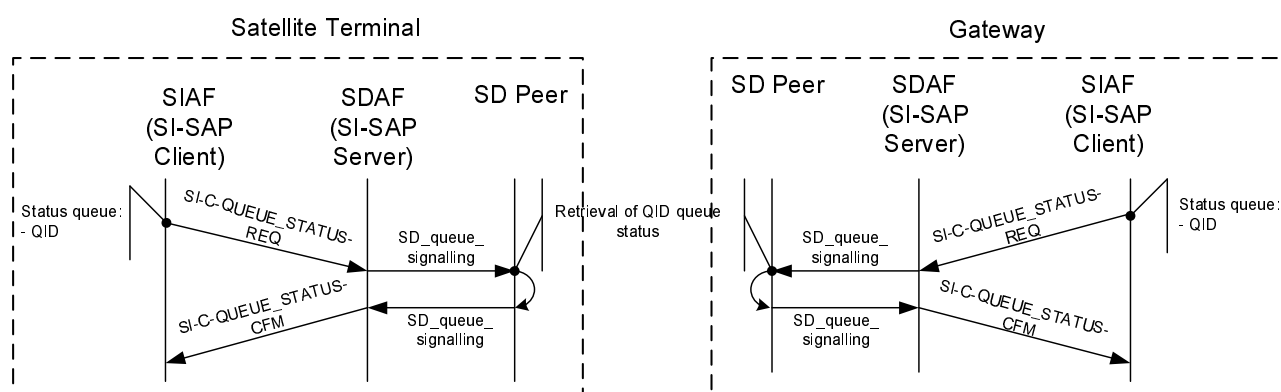 Satellite Terminal
Gateway
SIAF
(SI-SAP
Client)
SDAF
(SI-SAP
Server)
SD Peer
SD Peer
SDAF
(SI-SAP
Server)
SIAF
(SI-SAP
Client)
Status queue:
- QID
SI-C-QUEUE_STATUS-
REQ
SD_queue_
signalling
Retrieval of QID queue
status
SD_queue_
signalling
SI-C-QUEUE_STATUS-
REQ
Status queue:
- QID
SI-C-QUEUE_STATUS-
CFM
SD_queue_
signalling
SD_queue_
signalling
SI-C-QUEUE_STATUS-
CFM